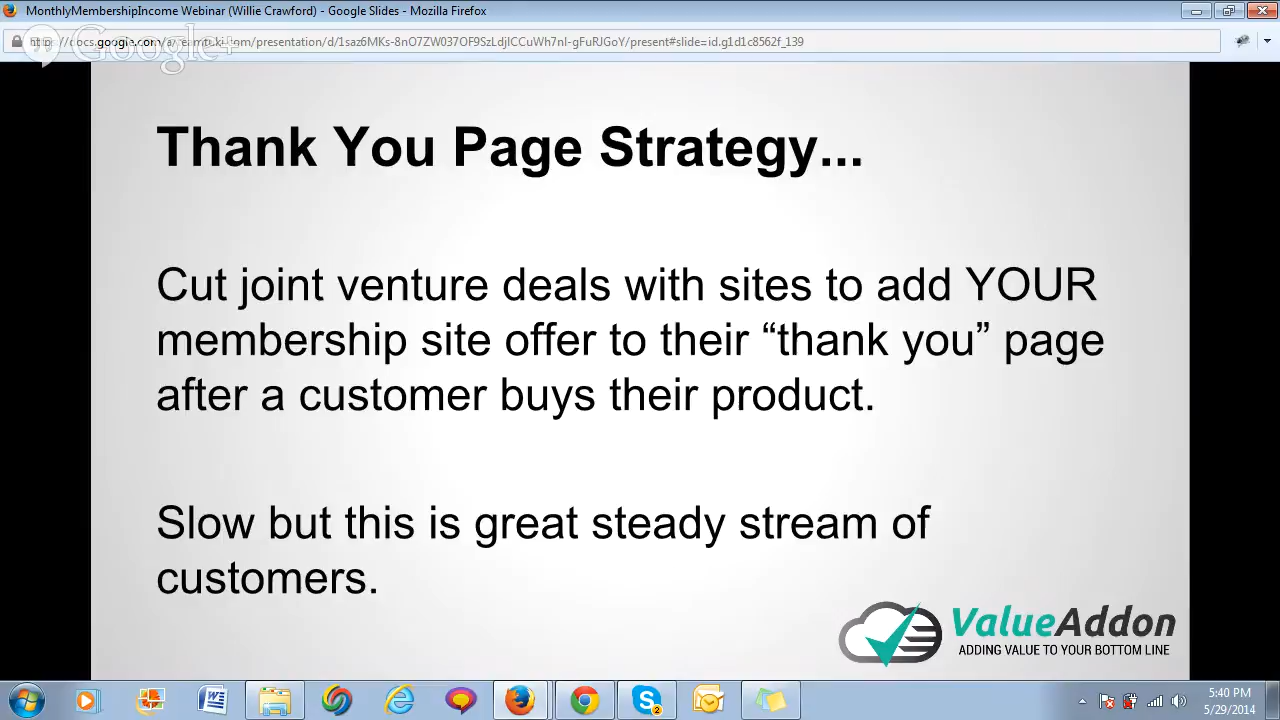 MonthlyMembershipIncome Webinar (Willie Crawford) - Google Slides - Mozilla Firefox
Google+
Thank You Page Strategy...
Cut joint venture deals with sites to add YOUR
membership site offer to their “thank you” page
after a customer buys their product.
Slow but this is great steady stream of
customers.
ValueAddon
ADDING VALUE TO YOUR BOTTOM LINE
2
5:40 PM
5/29/2014